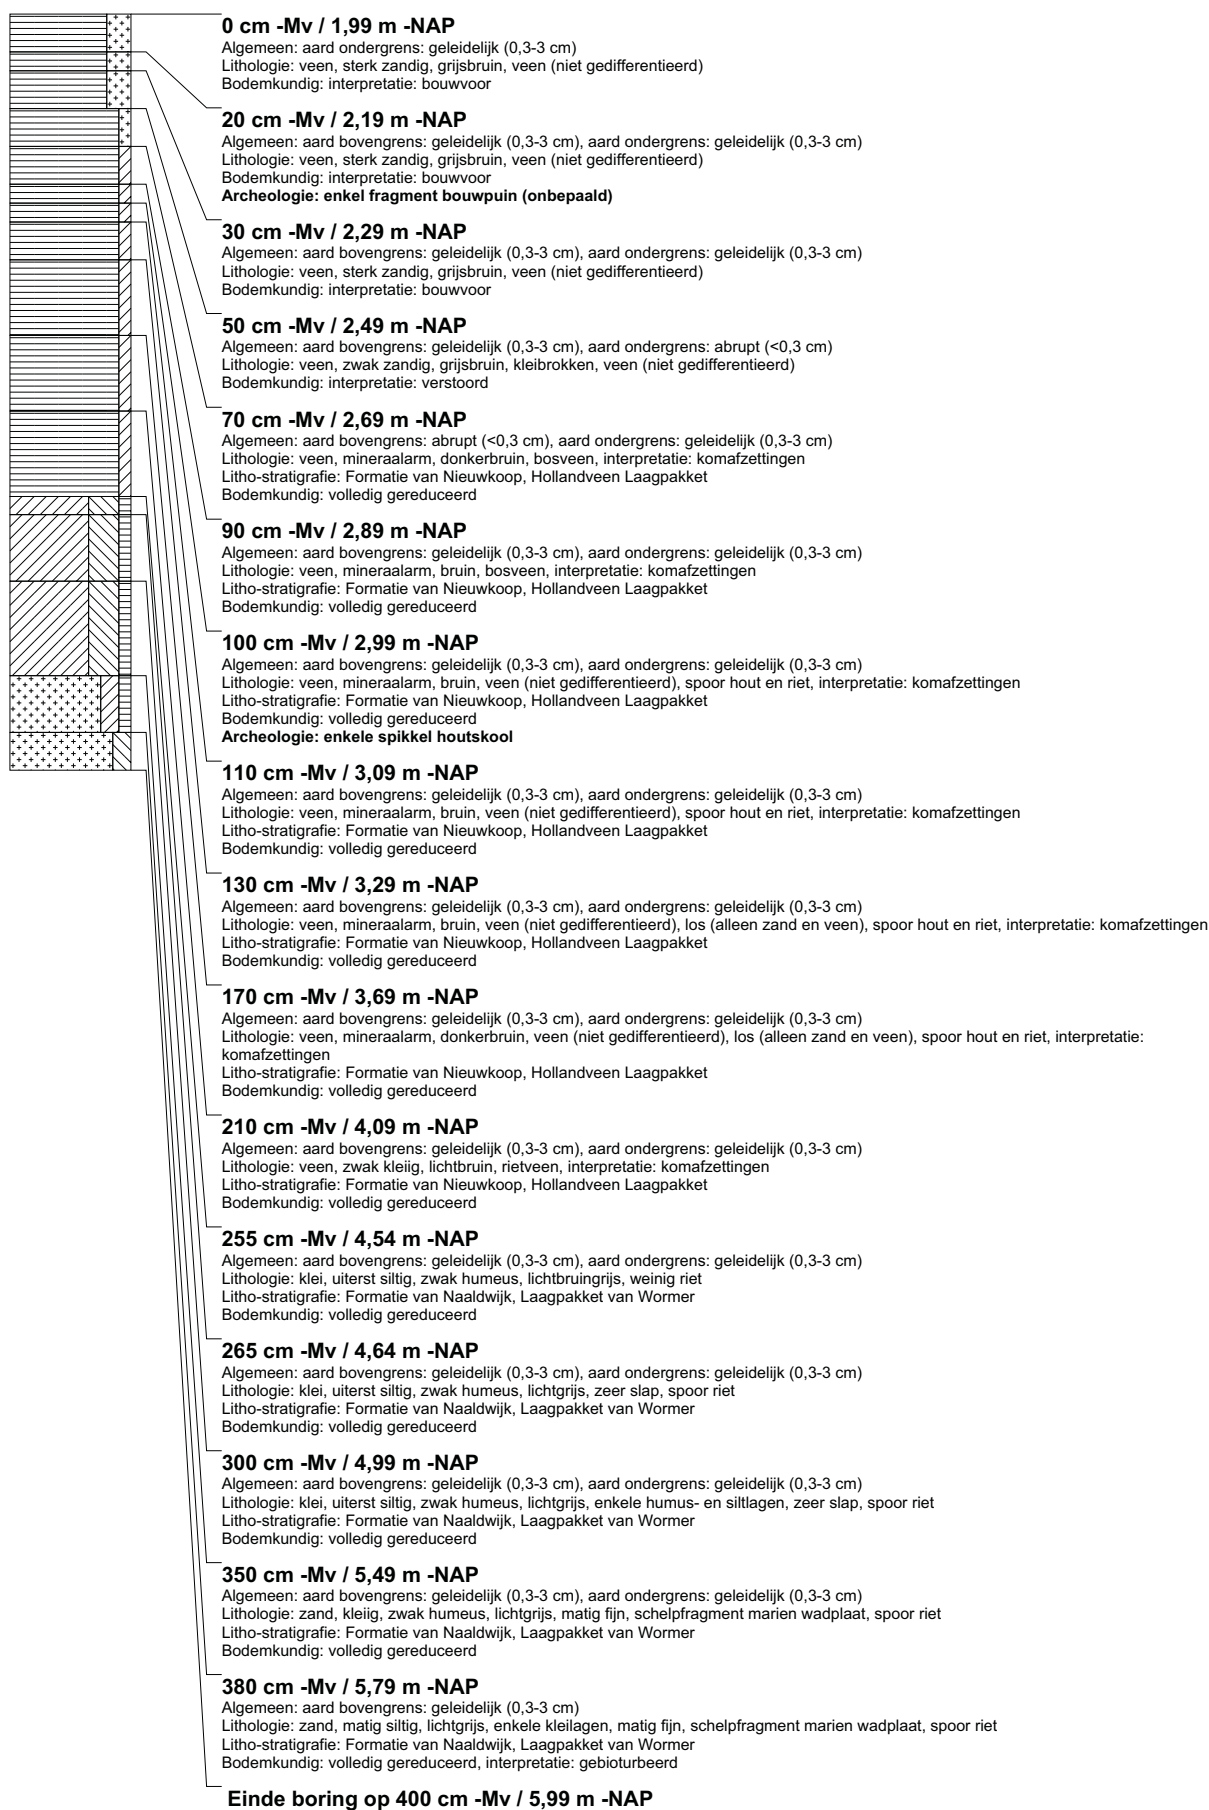 0 cm -Mv / 1,99 m -NAP
Algemeen: aard ondergrens: geleidelijk (0,3-3 cm)
Lithologie: veen, sterk zandig, grijsbruin, veen (niet gedifferentieerd)
Bodemkundig: interpretatie: bouwvoor
20 cm -Mv / 2,19 m -NAP
Algemeen: aard bovengrens: geleidelijk (0,3-3 cm), aard ondergrens: geleidelijk (0,3-3 cm)
Lithologie: veen, sterk zandig, grijsbruin, veen (niet gedifferentieerd)
Bodemkundig: interpretatie: bouwvoor
Archeologie: enkel fragment bouwpuin (onbepaald)
30 cm -Mv / 2,29 m -NAP
Algemeen: aard bovengrens: geleidelijk (0,3-3 cm), aard ondergrens: geleidelijk (0,3-3 cm)
Lithologie: veen, sterk zandig, grijsbruin, veen (niet gedifferentieerd)
Bodemkundig: interpretatie: bouwvoor
50 cm -Mv / 2,49 m -NAP
Algemeen: aard bovengrens: geleidelijk (0,3-3 cm), aard ondergrens: abrupt (<0,3 cm)
Lithologie: veen, zwak zandig, grijsbruin, kleibrokken, veen (niet gedifferentieerd)
Bodemkundig: interpretatie: verstoord
70 cm -Mv / 2,69 m -NAP
Algemeen: aard bovengrens: abrupt (<0,3 cm), aard ondergrens: geleidelijk (0,3-3 cm)
Lithologie: veen, mineraalarm, donkerbruin, bosveen, interpretatie: komafzettingen
Litho-stratigrafie: Formatie van Nieuwkoop, Hollandveen Laagpakket
Bodemkundig: volledig gereduceerd
90 cm -Mv / 2,89 m -NAP
Algemeen: aard bovengrens: geleidelijk (0,3-3 cm), aard ondergrens: geleidelijk (0,3-3 cm)
Lithologie: veen, mineraalarm, bruin, bosveen, interpretatie: komafzettingen
Litho-stratigrafie: Formatie van Nieuwkoop, Hollandveen Laagpakket
Bodemkundig: volledig gereduceerd
100 cm -Mv / 2,99 m -NAP
Algemeen: aard bovengrens: geleidelijk (0,3-3 cm), aard ondergrens: geleidelijk (0,3-3 cm)
Lithologie: veen, mineraalarm, bruin, veen (niet gedifferentieerd), spoor hout en riet, interpretatie: komafzettingen
Litho-stratigrafie: Formatie van Nieuwkoop, Hollandveen Laagpakket
Bodemkundig: volledig gereduceerd
Archeologie: enkele spikkel houtskool
110 cm -Mv / 3,09 m -NAP
Algemeen: aard bovengrens: geleidelijk (0,3-3 cm), aard ondergrens: geleidelijk (0,3-3 cm)
Lithologie: veen, mineraalarm, bruin, veen (niet gedifferentieerd), spoor hout en riet, interpretatie: komafzettingen
Litho-stratigrafie: Formatie van Nieuwkoop, Hollandveen Laagpakket
Bodemkundig: volledig gereduceerd
130 cm -Mv / 3,29 m -NAP
Algemeen: aard bovengrens: geleidelijk (0,3-3 cm), aard ondergrens: geleidelijk (0,3-3 cm)
Lithologie: veen, mineraalarm, bruin, veen (niet gedifferentieerd), los (alleen zand en veen), spoor hout en riet, interpretatie: komafzettingen
Litho-stratigrafie: Formatie van Nieuwkoop, Hollandveen Laagpakket
Bodemkundig: volledig gereduceerd
170 cm -Mv / 3,69 m -NAP
Algemeen: aard bovengrens: geleidelijk (0,3-3 cm), aard ondergrens: geleidelijk (0,3-3 cm)
Lithologie: veen, mineraalarm, donkerbruin, veen (niet gedifferentieerd), los (alleen zand en veen), spoor hout en riet, interpretatie:
komafzettingen
Litho-stratigrafie: Formatie van Nieuwkoop, Hollandveen Laagpakket
Bodemkundig: volledig gereduceerd
210 cm -Mv / 4,09 m -NAP
Algemeen: aard bovengrens: geleidelijk (0,3-3 cm), aard ondergrens: geleidelijk (0,3-3 cm)
Lithologie: veen, zwak kleiig, lichtbruin, rietveen, interpretatie: komafzettingen
Litho-stratigrafie: Formatie van Nieuwkoop, Hollandveen Laagpakket
Bodemkundig: volledig gereduceerd
255 cm -Mv / 4,54 m -NAP
Algemeen: aard bovengrens: geleidelijk (0,3-3 cm), aard ondergrens: geleidelijk (0,3-3 cm)
Lithologie: klei, uiterst siltig, zwak humeus, lichtbruingrijs, weinig riet
Litho-stratigrafie: Formatie van Naaldwijk, Laagpakket van Wormer
Bodemkundig: volledig gereduceerd
265 cm -Mv / 4,64 m -NAP
Algemeen: aard bovengrens: geleidelijk (0,3-3 cm), aard ondergrens: geleidelijk (0,3-3 cm)
Lithologie: klei, uiterst siltig, zwak humeus, lichtgrijs, zeer slap, spoor riet
Litho-stratigrafie: Formatie van Naaldwijk, Laagpakket van Wormer
Bodemkundig: volledig gereduceerd
300 cm -Mv / 4,99 m -NAP
Algemeen: aard bovengrens: geleidelijk (0,3-3 cm), aard ondergrens: geleidelijk (0,3-3 cm)
Lithologie: klei, uiterst siltig, zwak humeus, lichtgrijs, enkele humus- en siltlagen, zeer slap, spoor riet
Litho-stratigrafie: Formatie van Naaldwijk, Laagpakket van Wormer
Bodemkundig: volledig gereduceerd
350 cm -Mv / 5,49 m -NAP
Algemeen: aard bovengrens: geleidelijk (0,3-3 cm), aard ondergrens: geleidelijk (0,3-3 cm)
Lithologie: zand, kleiig, zwak humeus, lichtgrijs, matig fijn, schelpfragment marien wadplaat, spoor riet
Litho-stratigrafie: Formatie van Naaldwijk, Laagpakket van Wormer
Bodemkundig: volledig gereduceerd
380 cm -Mv / 5,79 m -NAP
Algemeen: aard bovengrens: geleidelijk (0,3-3 cm)
Lithologie: zand, matig siltig, lichtgrijs, enkele kleilagen, matig fijn, schelpfragment marien wadplaat, spoor riet
Litho-stratigrafie: Formatie van Naaldwijk, Laagpakket van Wormer
Bodemkundig: volledig gereduceerd, interpretatie: gebioturbeerd
Einde boring op 400 cm -Mv / 5,99 m -NAP